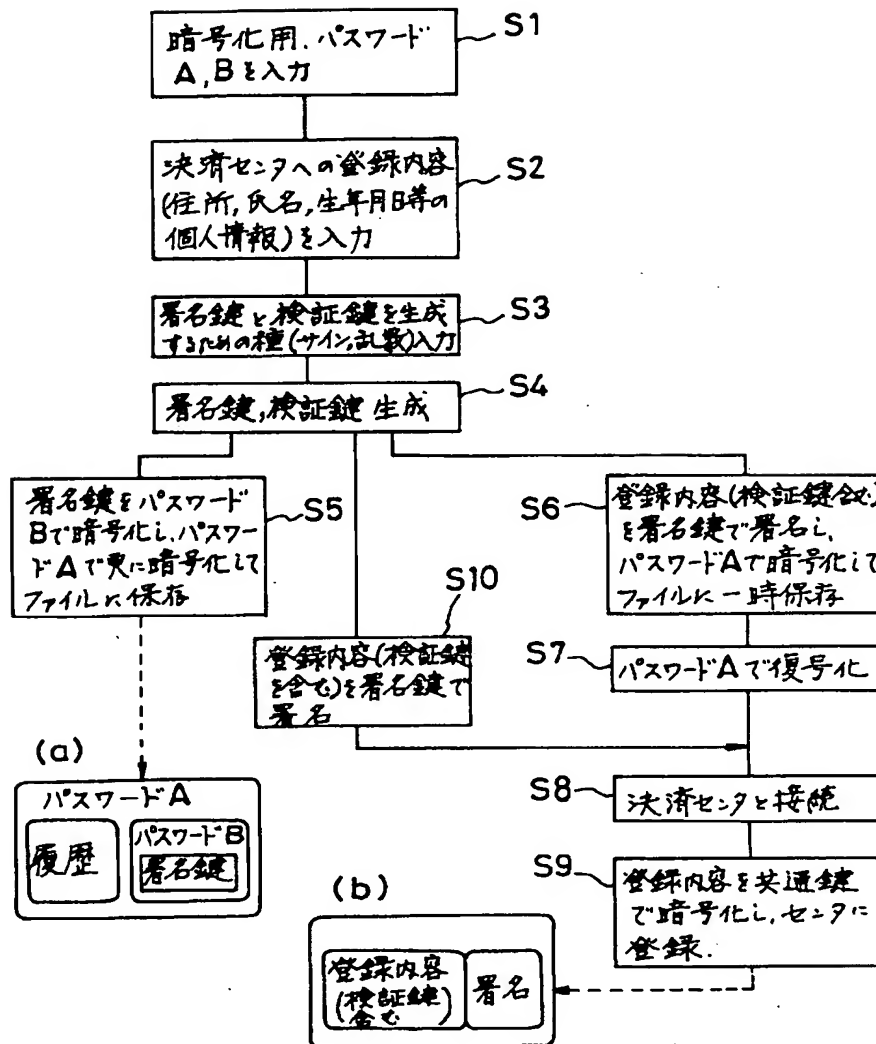 暗号化用.パスワード
A,Bを入力
S1
決済センタへの登録内容
(住所,氏名,生年月日等の
個人情報)を入力
S2
署名鍵と検証鍵を生成
するための種(サイン,乱数)入力
S3
署名鍵,検証鍵 生成
S4
署名鍵をパスワード
Bで暗号化し,パスワー
ドAで更に暗号化して
ファイルに保存
S5
登録内容(検証鍵含む)
を署名鍵で署名し,
パスワードAで暗号化して
ファイルに一時保存
S6
S10
登録内容(検証鍵
を含む)を署名鍵で
署名
S7
パスワードAで復号化
(a)
パスワードA
履歴
パスワードB
署名鍵
S8
決済センタと接続
S9
登録内容を共通鍵
で暗号化し,センタに
登録.
(b)
登録内容
(検証鍵
含む)
署名